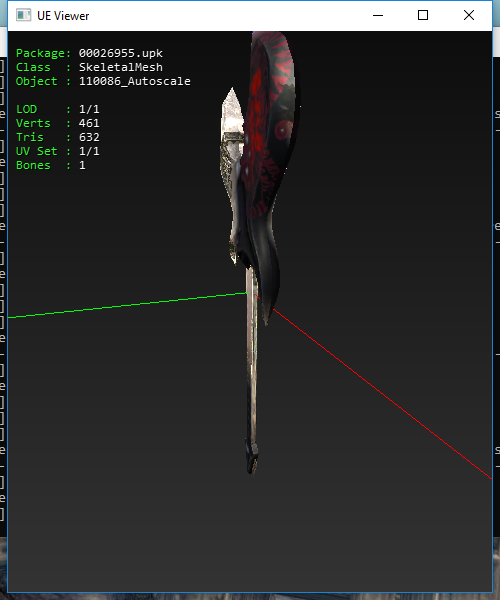 UE Viewer
Package: 00026955.upk
Class : SkeletalMesh
Object : 110086_Autoscale
LOD : 1/1
Verts : 461
Tris : 632
UV Set : 1/1
Bones : 1